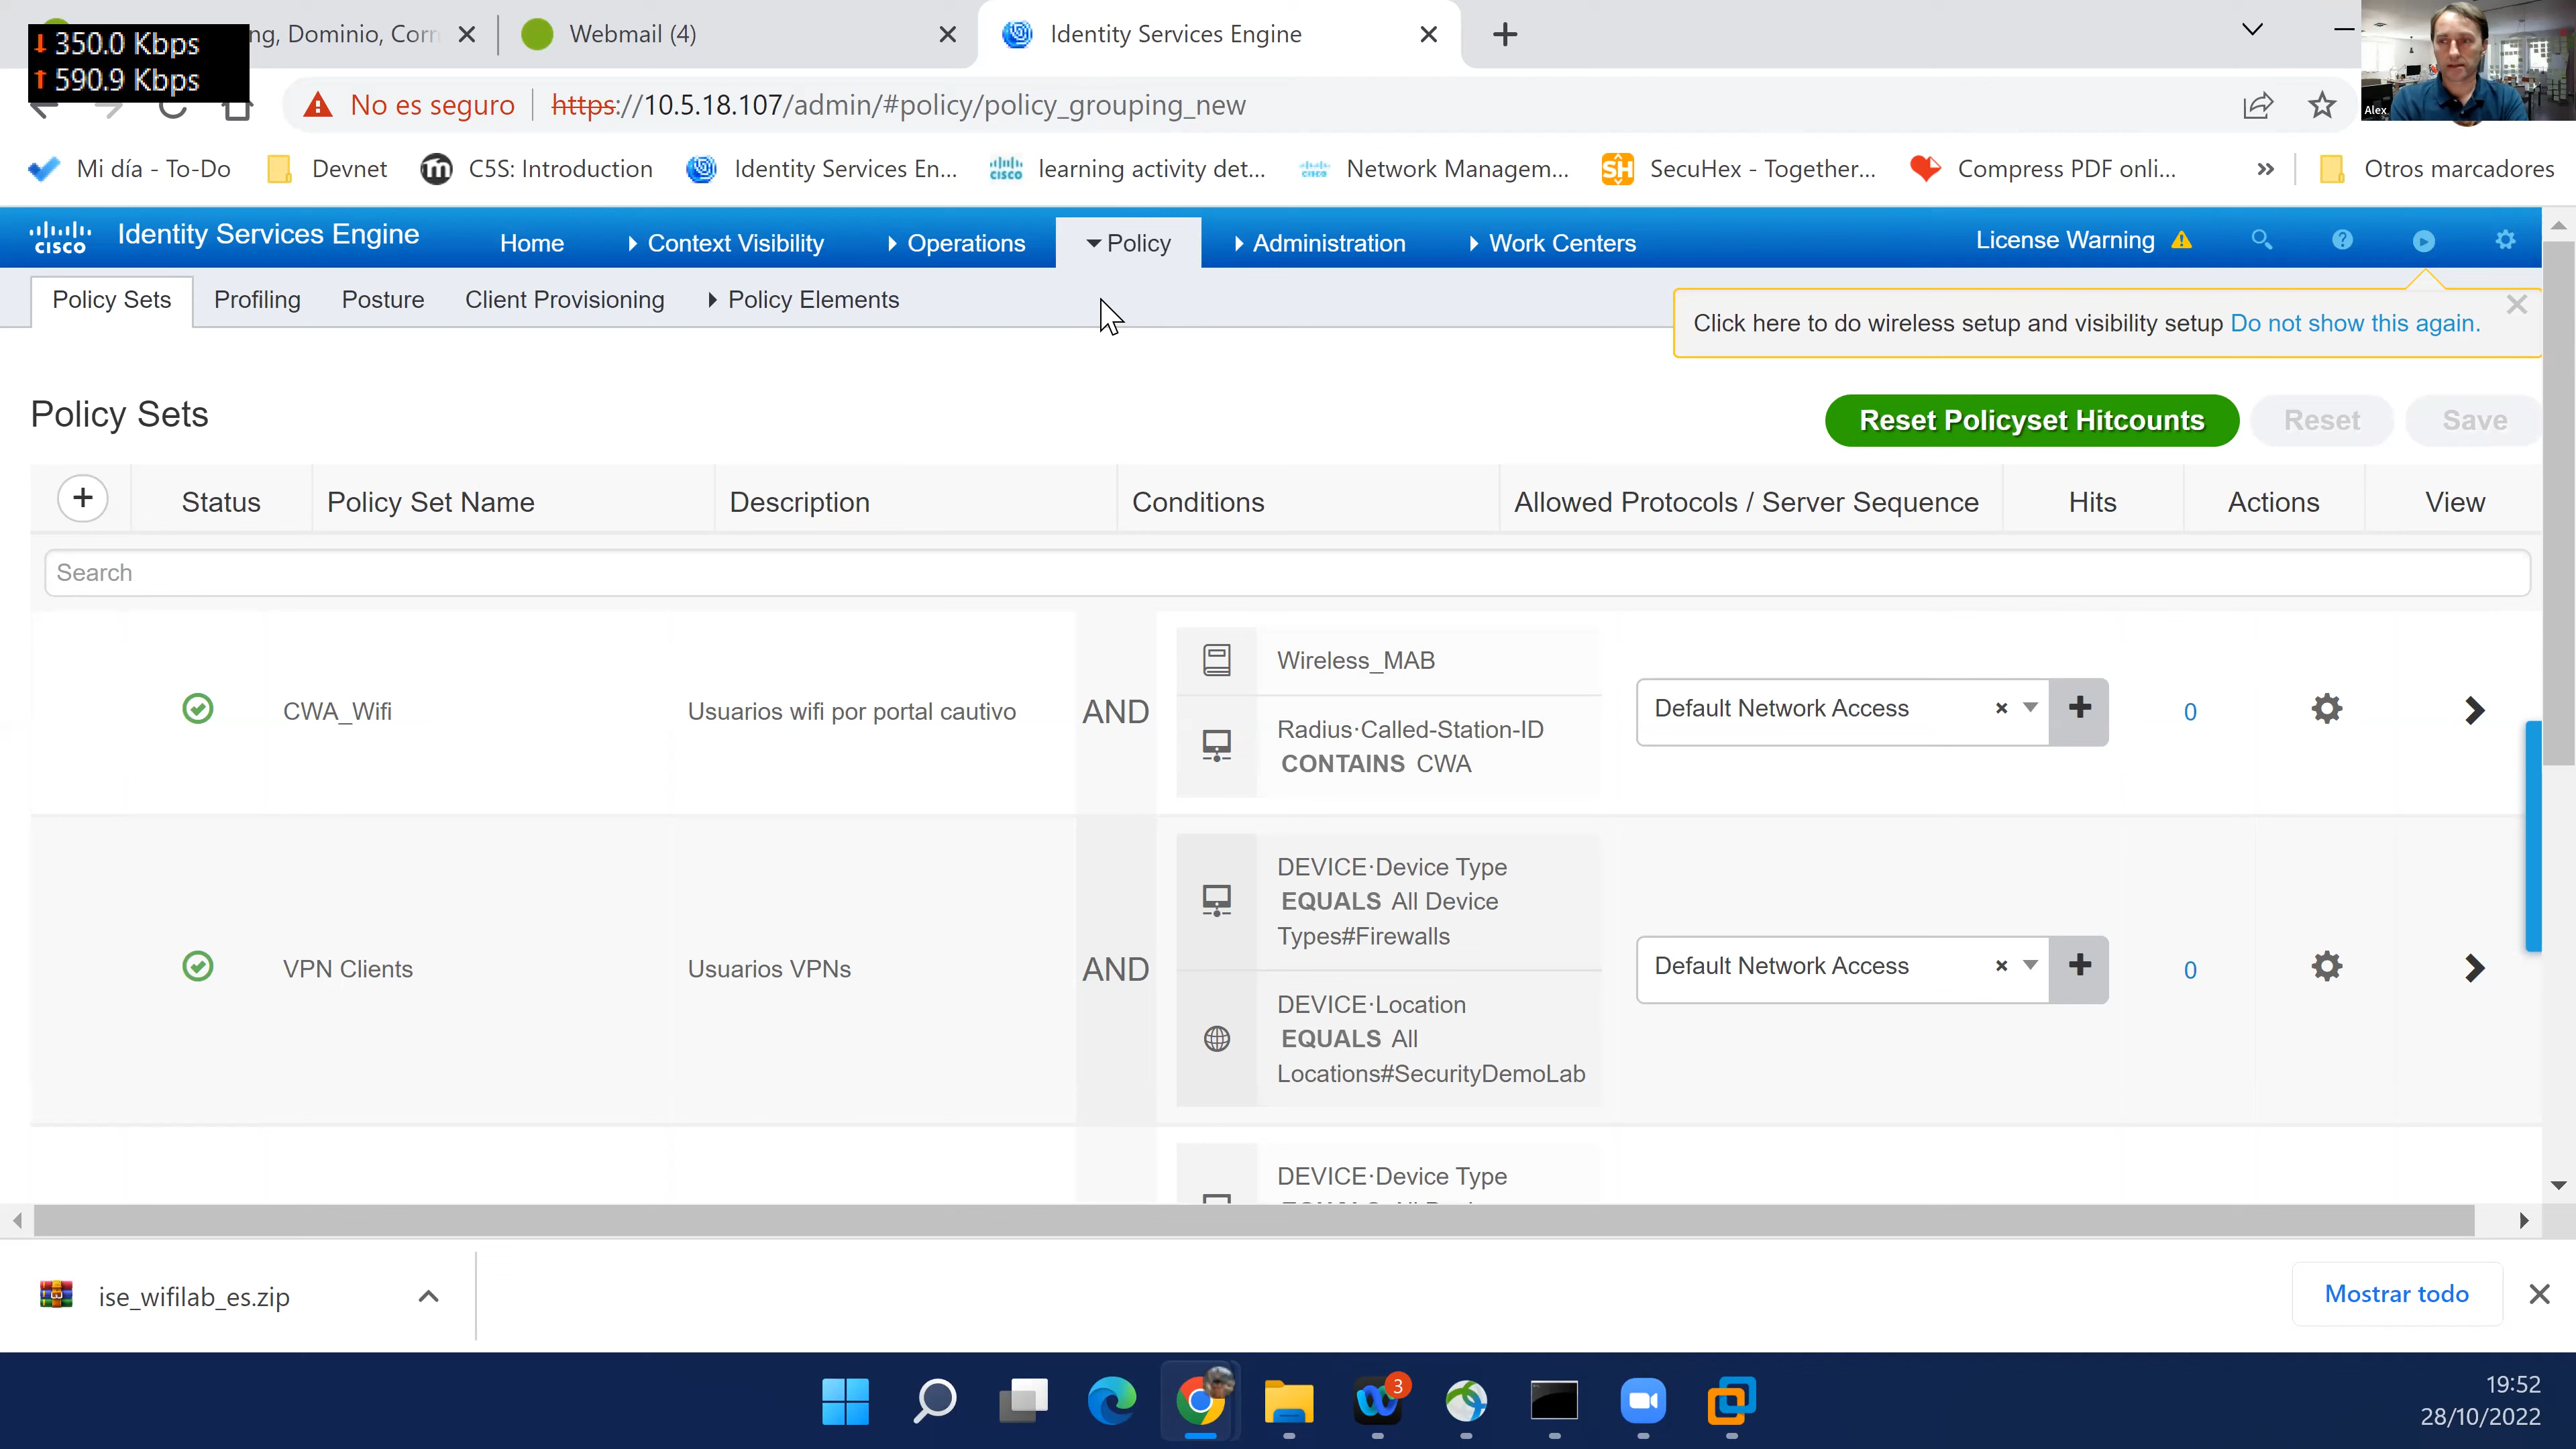 350.0 Kbps
590.9 Kbps
ng, Dominio, Corr
Webmail (4)
Identity Services Engine
No es seguro
https://10.5.18.107/admin/#policy/policy_grouping_new
Alex
Mi día - To-Do
Devnet
C5S: Introduction
Identity Services En...
learning activity det...
Network Managem...
SecuHex - Together...
Compress PDF onli...
»
Otros marcadores
cisco
Identity Services Engine
Home
Context Visibility
Operations
Policy
Administration
Work Centers
License Warning
Policy Sets
Profiling
Posture
Client Provisioning
Policy Elements
Click here to do wireless setup and visibility setup Do not show this again.
Policy Sets
Reset Policyset Hitcounts
Reset
Save
Status
Policy Set Name
Description
Conditions
Allowed Protocols / Server Sequence
Hits
Actions
View
Search
CWA_Wifi
Usuarios wifi por portal cautivo
AND
Wireless_MAB
Radius·Called-Station-ID
CONTAINS CWA
Default Network Access
0
VPN Clients
Usuarios VPNs
AND
DEVICE·Device Type
EQUALS All Device
Types#Firewalls
DEVICE·Location
EQUALS All
Locations#SecurityDemoLab
Default Network Access
0
DEVICE·Device Type
ise_wifilab_es.zip
Mostrar todo
3
19:52
28/10/2022